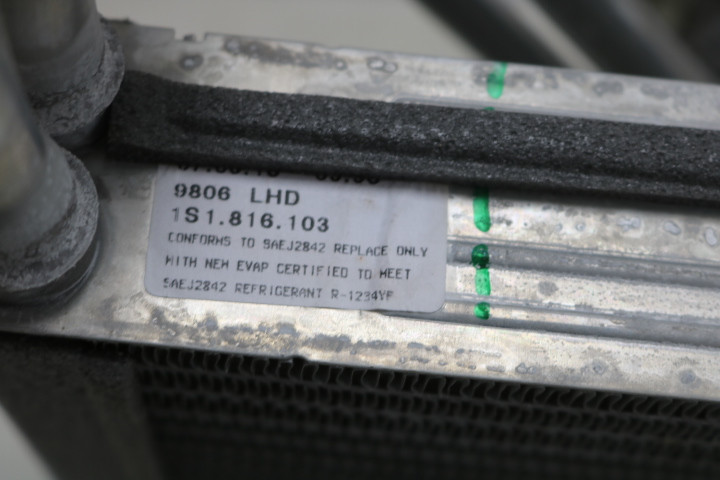 9806 LHD
1S1.816.103
CONFORMS TO SAEJ2842 REPLACE ONLY
WITH NEW EVAP CERTIFIED TO MEET
SAEJ2842 REFRIGERANT R-1234YF